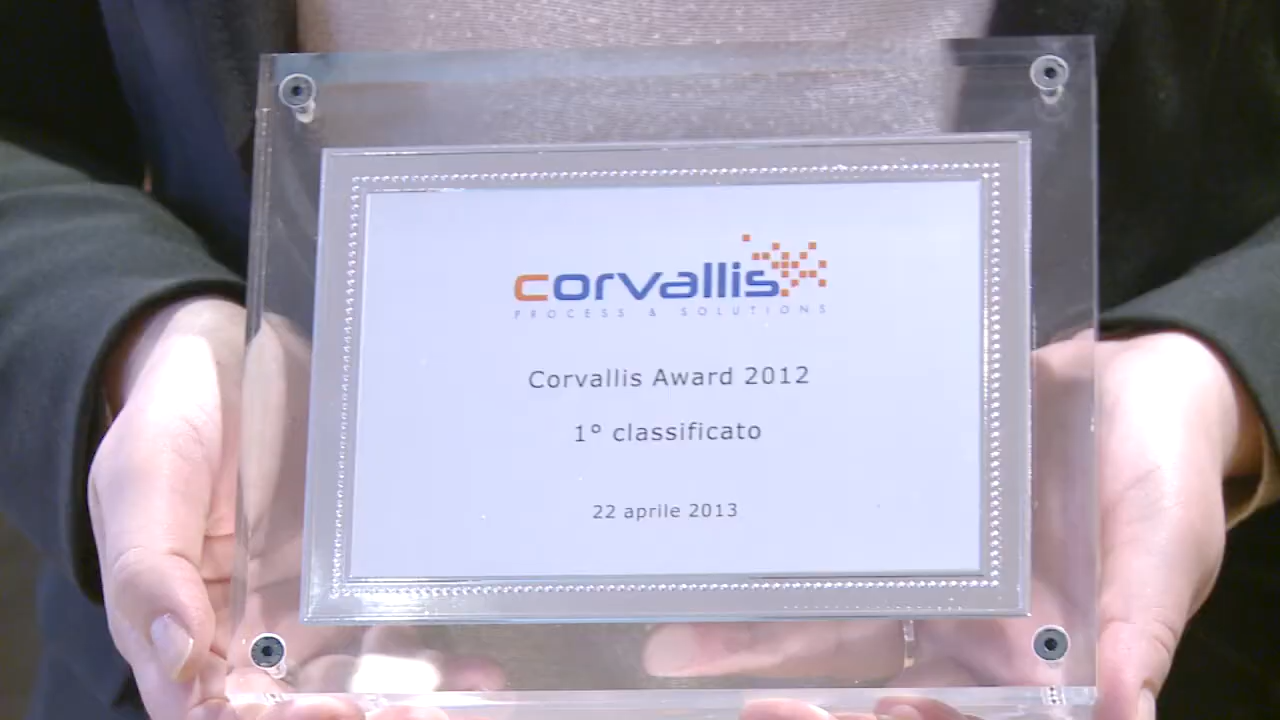 corvallis
PROCESS & SOLUTIONS
Corvallis Award 2012
1° classificato
22 aprile 2013